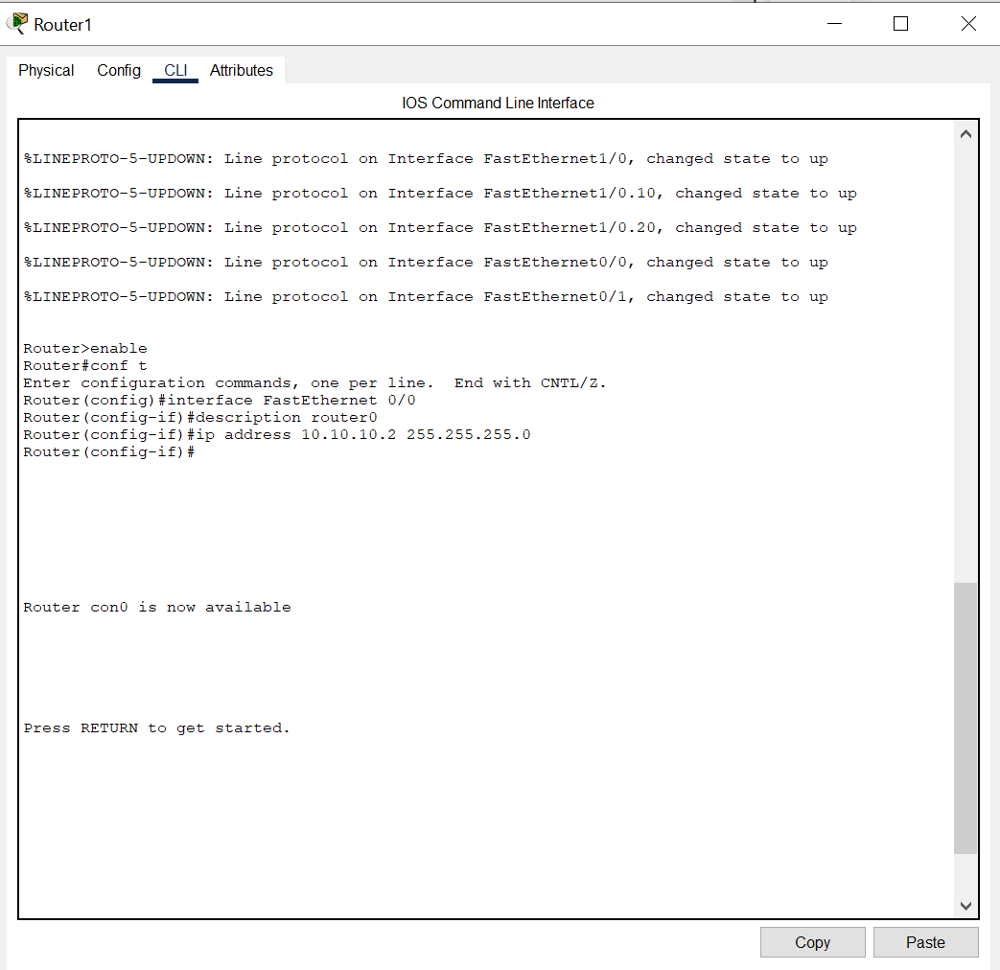 Router1
Physical Config CLI Attributes
IOS Command Line Interface
%LINEPROTO-5-UPDOWN: Line protocol on Interface FastEthernet1/0, changed state to up
%LINEPROTO-5-UPDOWN: Line protocol on Interface FastEthernet1/0.10, changed state to up
%LINEPROTO-5-UPDOWN: Line protocol on Interface FastEthernet1/0.20, changed state to up
%LINEPROTO-5-UPDOWN: Line protocol on Interface FastEthernet0/0, changed state to up
%LINEPROTO-5-UPDOWN: Line protocol on Interface FastEthernet0/1, changed state to up
Router>enable
Router#conf t
Enter configuration commands, one per line.  End with CNTL/Z.
Router(config)#interface FastEthernet 0/0
Router(config-if)#description router0
Router(config-if)#ip address 10.10.10.2 255.255.255.0
Router(config-if)#
Router con0 is now available
Press RETURN to get started.
Copy Paste